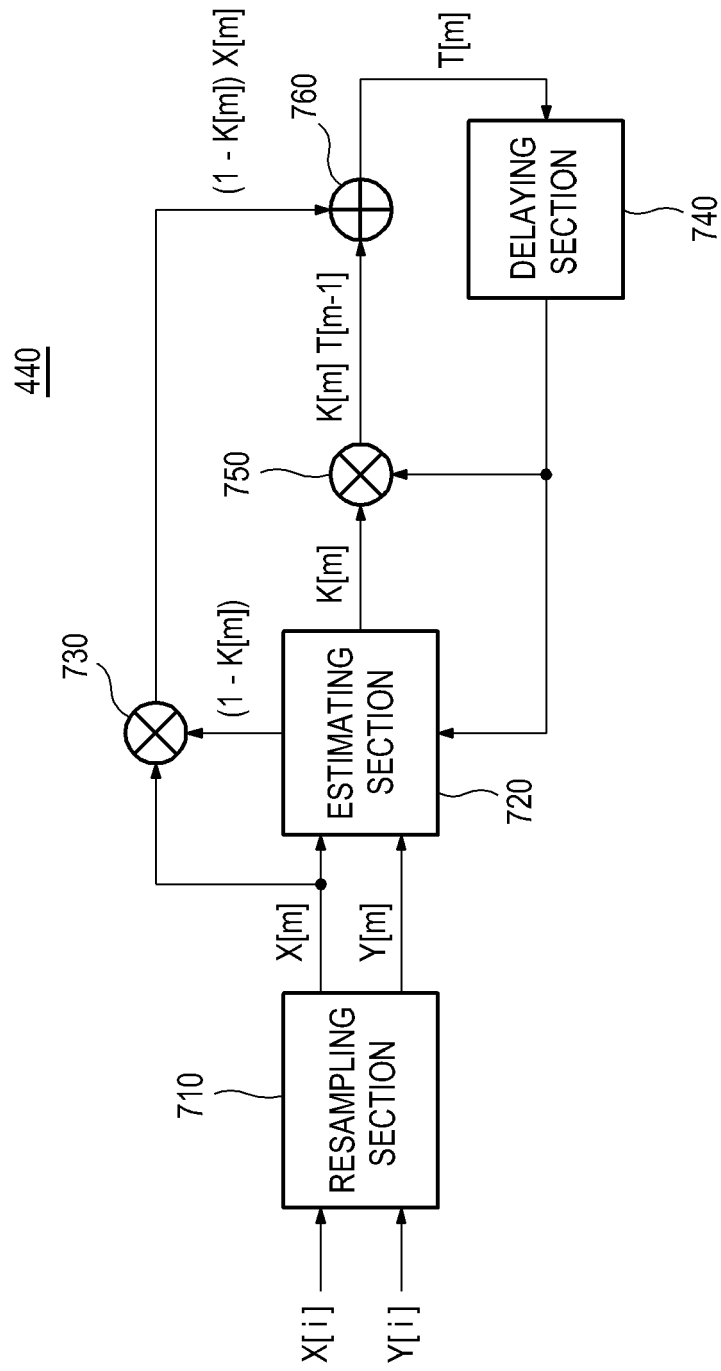 440
X[i]
Y[i]
710
RESAMPLING
SECTION
X[m]
Y[m]
730
(1 - K[m])
ESTIMATING
SECTION
720
K[m]
750
K[m] T[m-1]
(1 - K[m]) X[m]
760
T[m]
DELAYING
SECTION
740